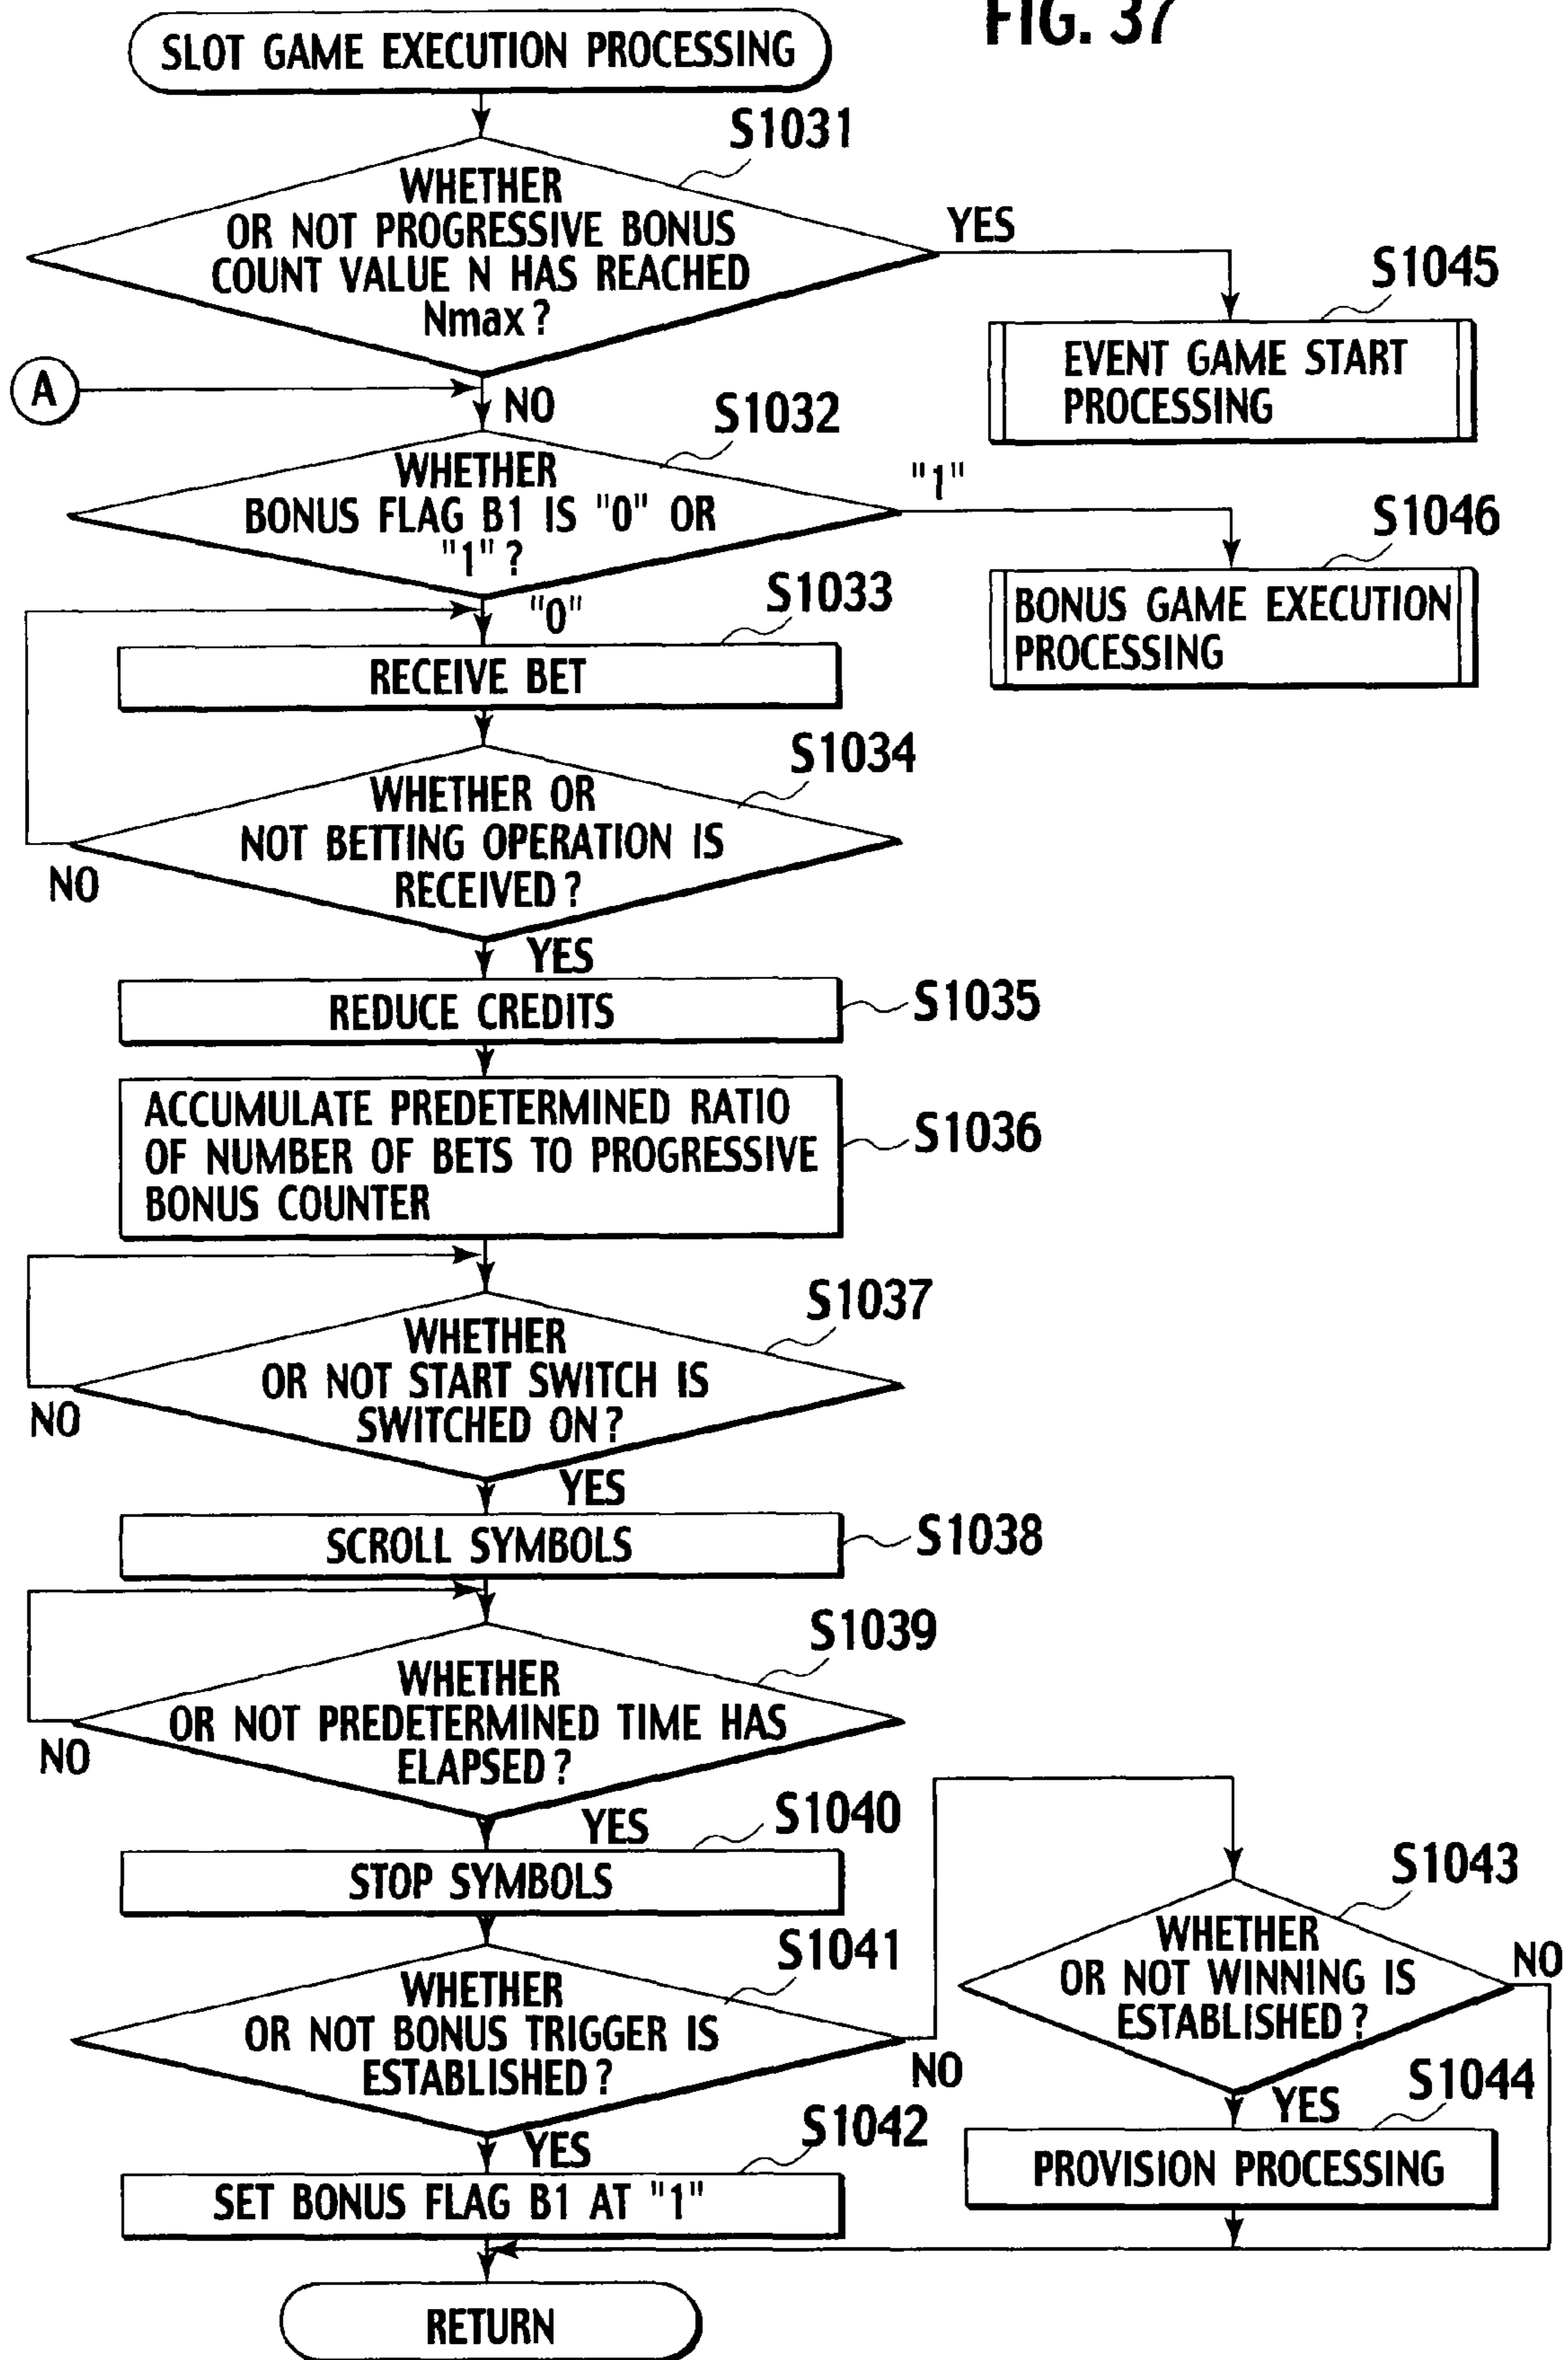 FIG. 37
SLOT GAME EXECUTION PROCESSING
S1031
WHETHER
OR NOT PROGRESSIVE BONUS
COUNT VALUE N HAS REACHED
Nmax?
YES
S1045
EVENT GAME START
PROCESSING
A
NO
S1032
WHETHER
BONUS FLAG B1 IS "0" OR
"1"?
"1"
S1046
BONUS GAME EXECUTION
PROCESSING
"0"
S1033
RECEIVE BET
S1034
WHETHER OR
NOT BETTING OPERATION IS
RECEIVED?
NO
YES
REDUCE CREDITS
S1035
ACCUMULATE PREDETERMINED RATIO
OF NUMBER OF BETS TO PROGRESSIVE
BONUS COUNTER
S1036
S1037
WHETHER
OR NOT START SWITCH IS
SWITCHED ON?
NO
YES
SCROLL SYMBOLS
S1038
S1039
WHETHER
OR NOT PREDETERMINED TIME HAS
ELAPSED?
NO
YES
S1040
STOP SYMBOLS
S1041
WHETHER
OR NOT BONUS TRIGGER IS
ESTABLISHED?
NO
S1043
WHETHER
OR NOT WINNING IS
ESTABLISHED?
NO
YES
S1044
PROVISION PROCESSING
YES
S1042
SET BONUS FLAG B1 AT "1"
RETURN